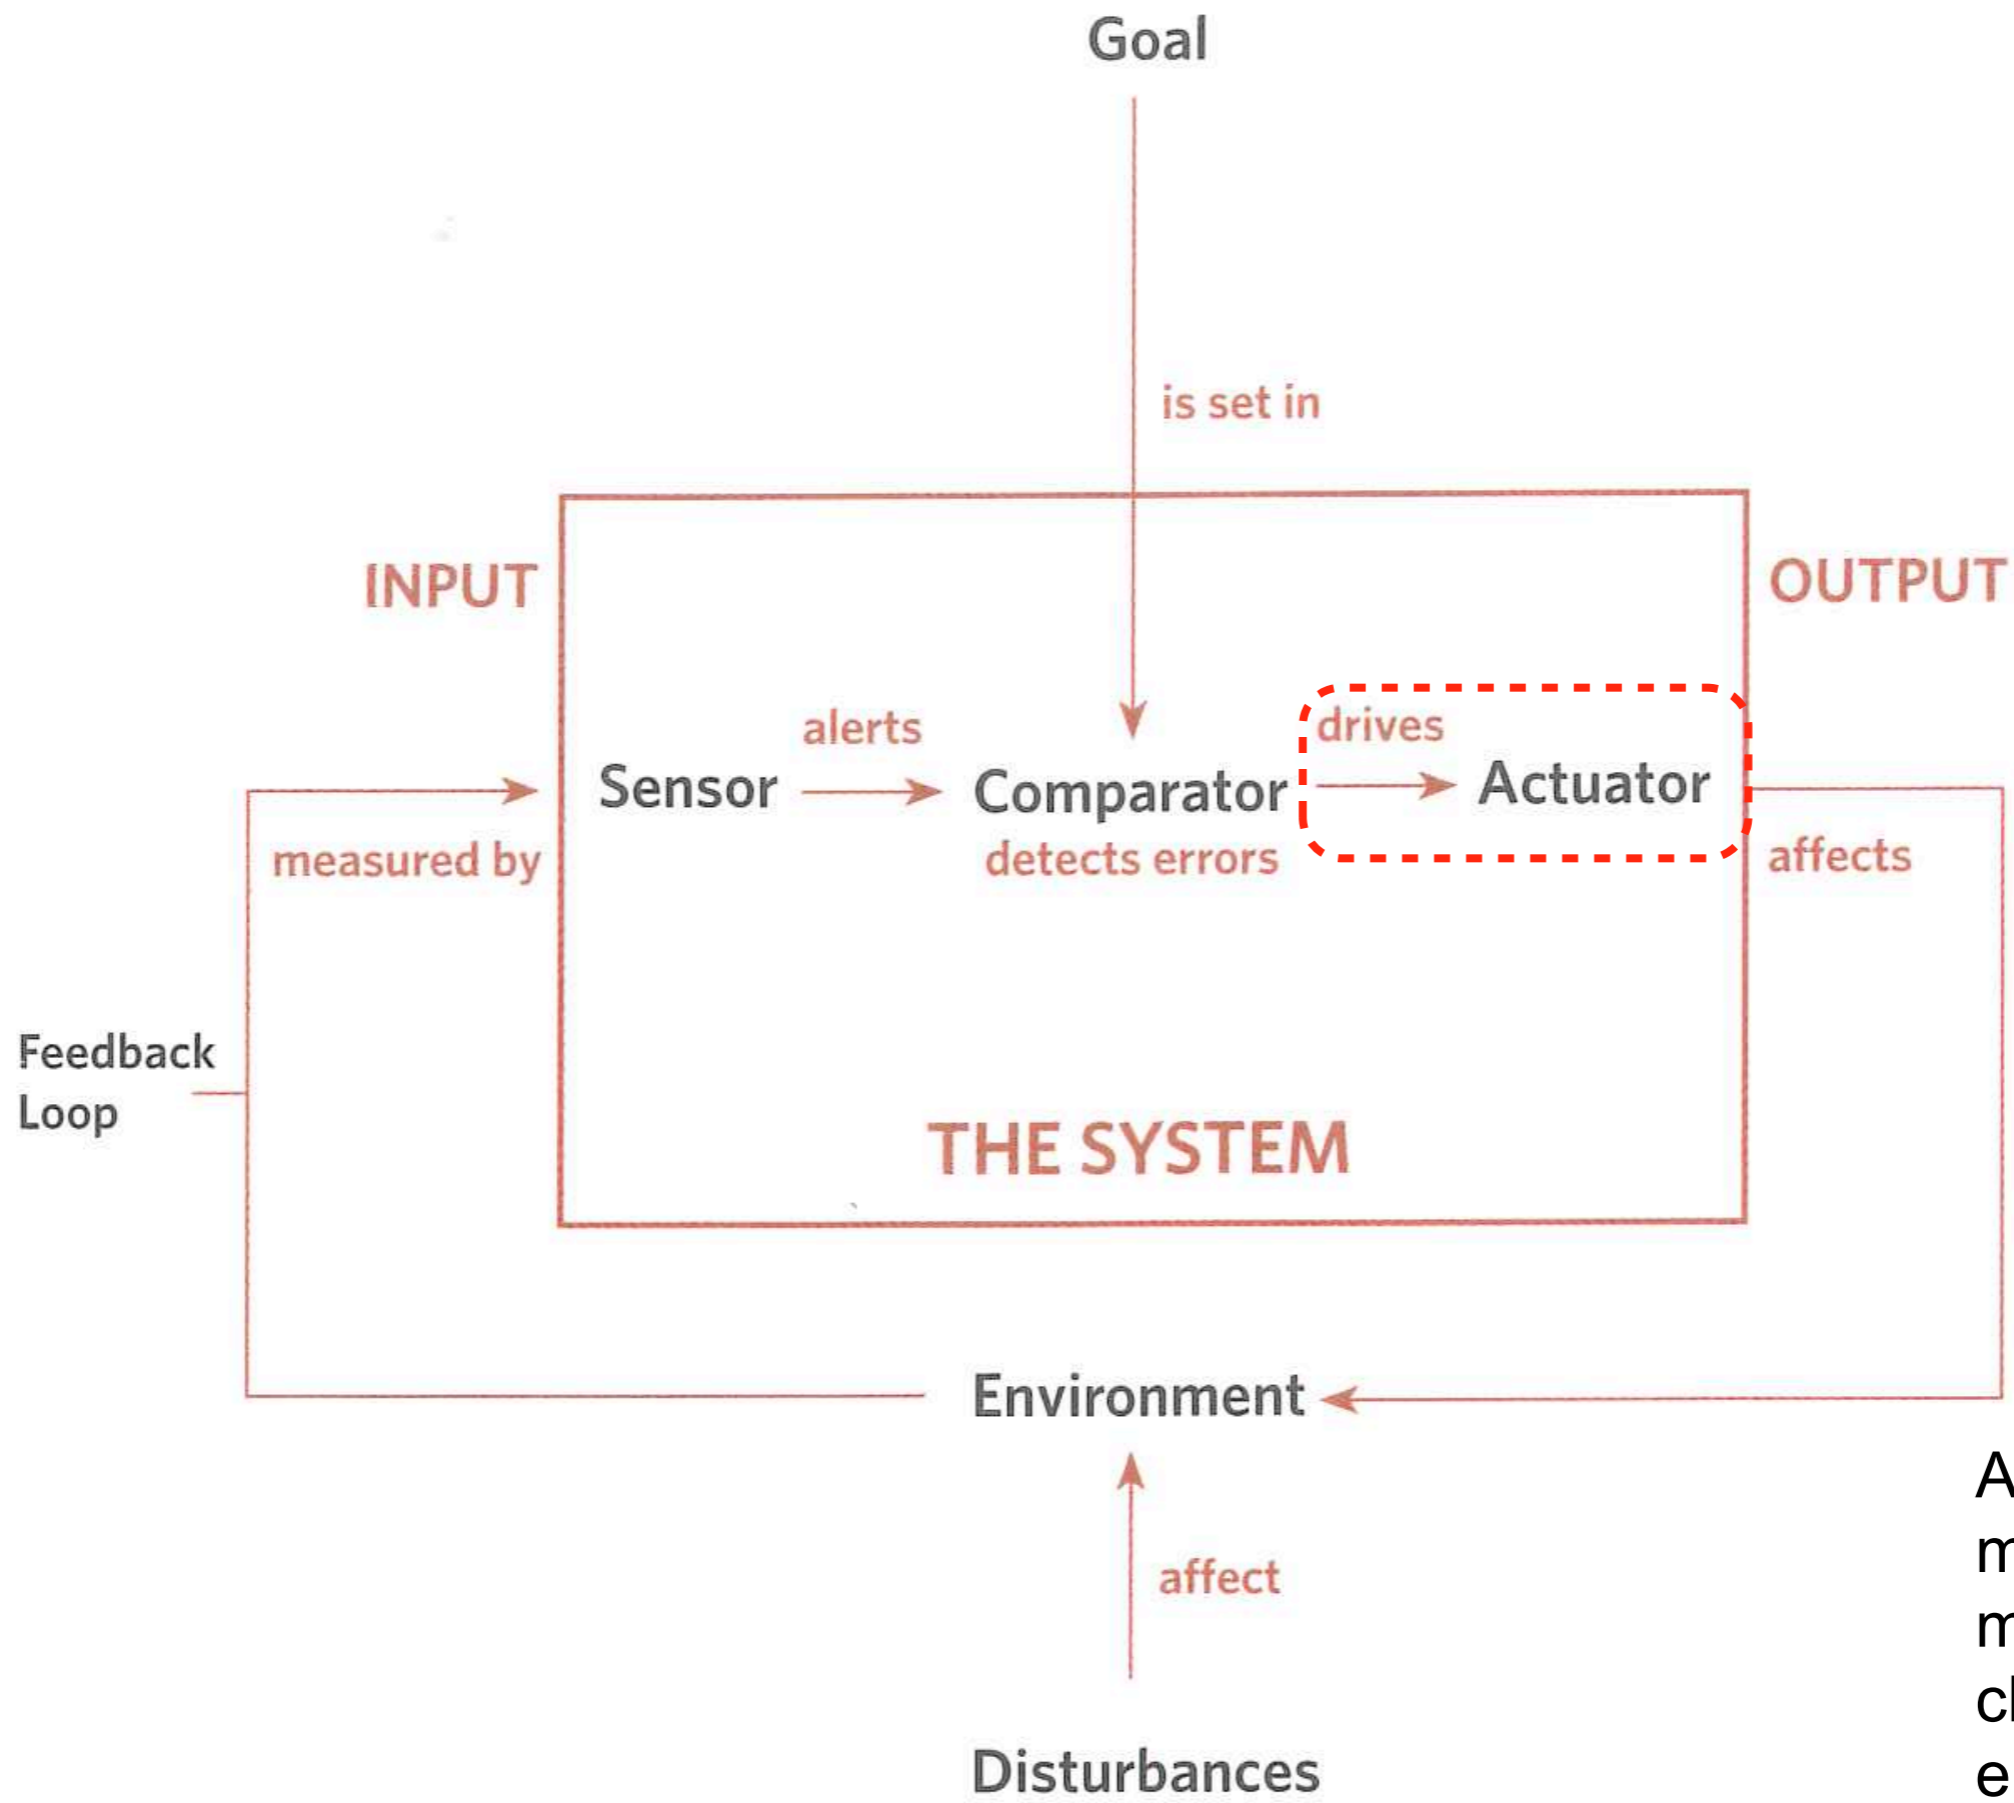 Goal
is set in
INPUT
OUTPUT
alerts
drives
Sensor
Comparator
Actuator
measured by
detects errors
affects
Feedback
Loop
THE SYSTEM
Environment
affect
Disturbances